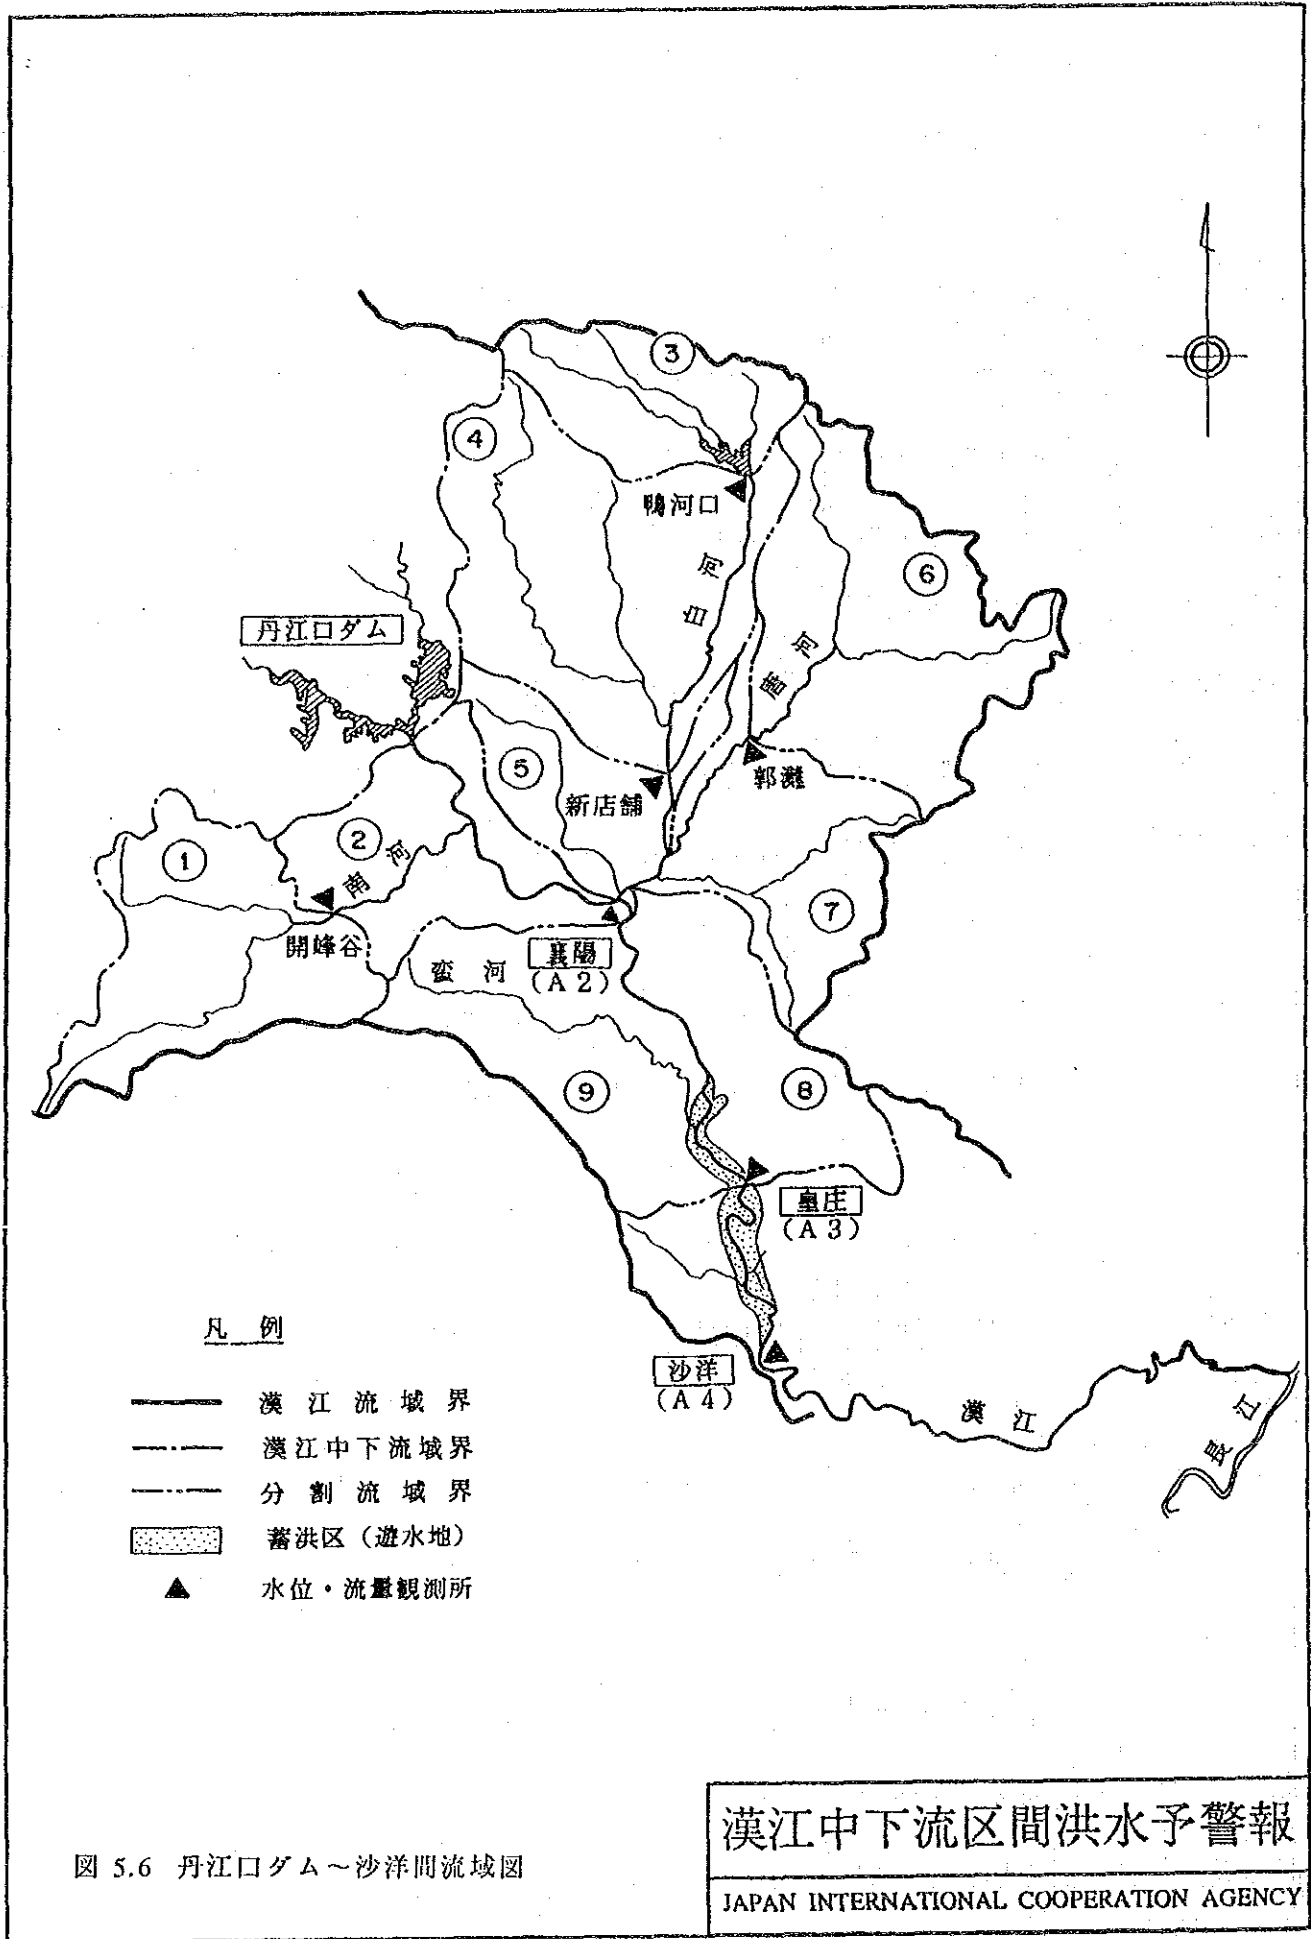 ③
④
鴨河口
白河
⑥
丹江口ダム
唐河
⑤
新店舗
郭灘
①
②
南河
開峰谷
⑦
襄陽
(A 2)
蛮河
⑨
⑧
皇庄
(A 3)
沙洋
(A 4)
漢江
長江
凡例
漢江流域界
漢江中下流域界
分割流域界
蓄洪区（遊水地）
水位・流量観測所
図 5.6 丹江口ダム～沙洋間流域図
漢江中下流区間洪水予警報
JAPAN INTERNATIONAL COOPERATION AGENCY